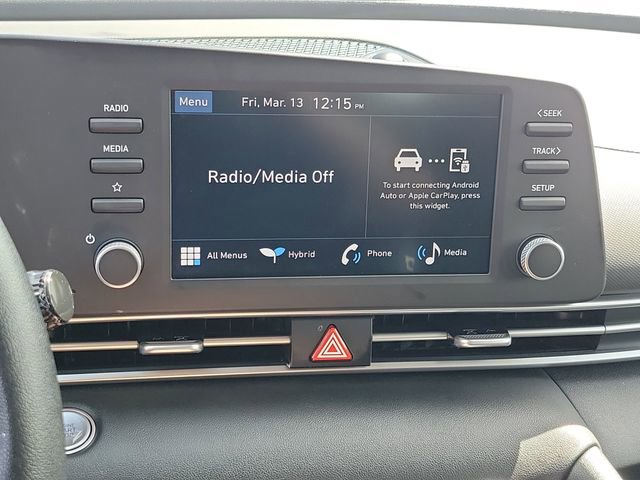 Menu Fri, Mar. 13 12:15 PM
RADIO
MEDIA
Radio/Media Off
To start connecting Android
Auto or Apple CarPlay, press
this widget.
All Menus Hybrid Phone Media
<SEEK
TRACK>
SETUP